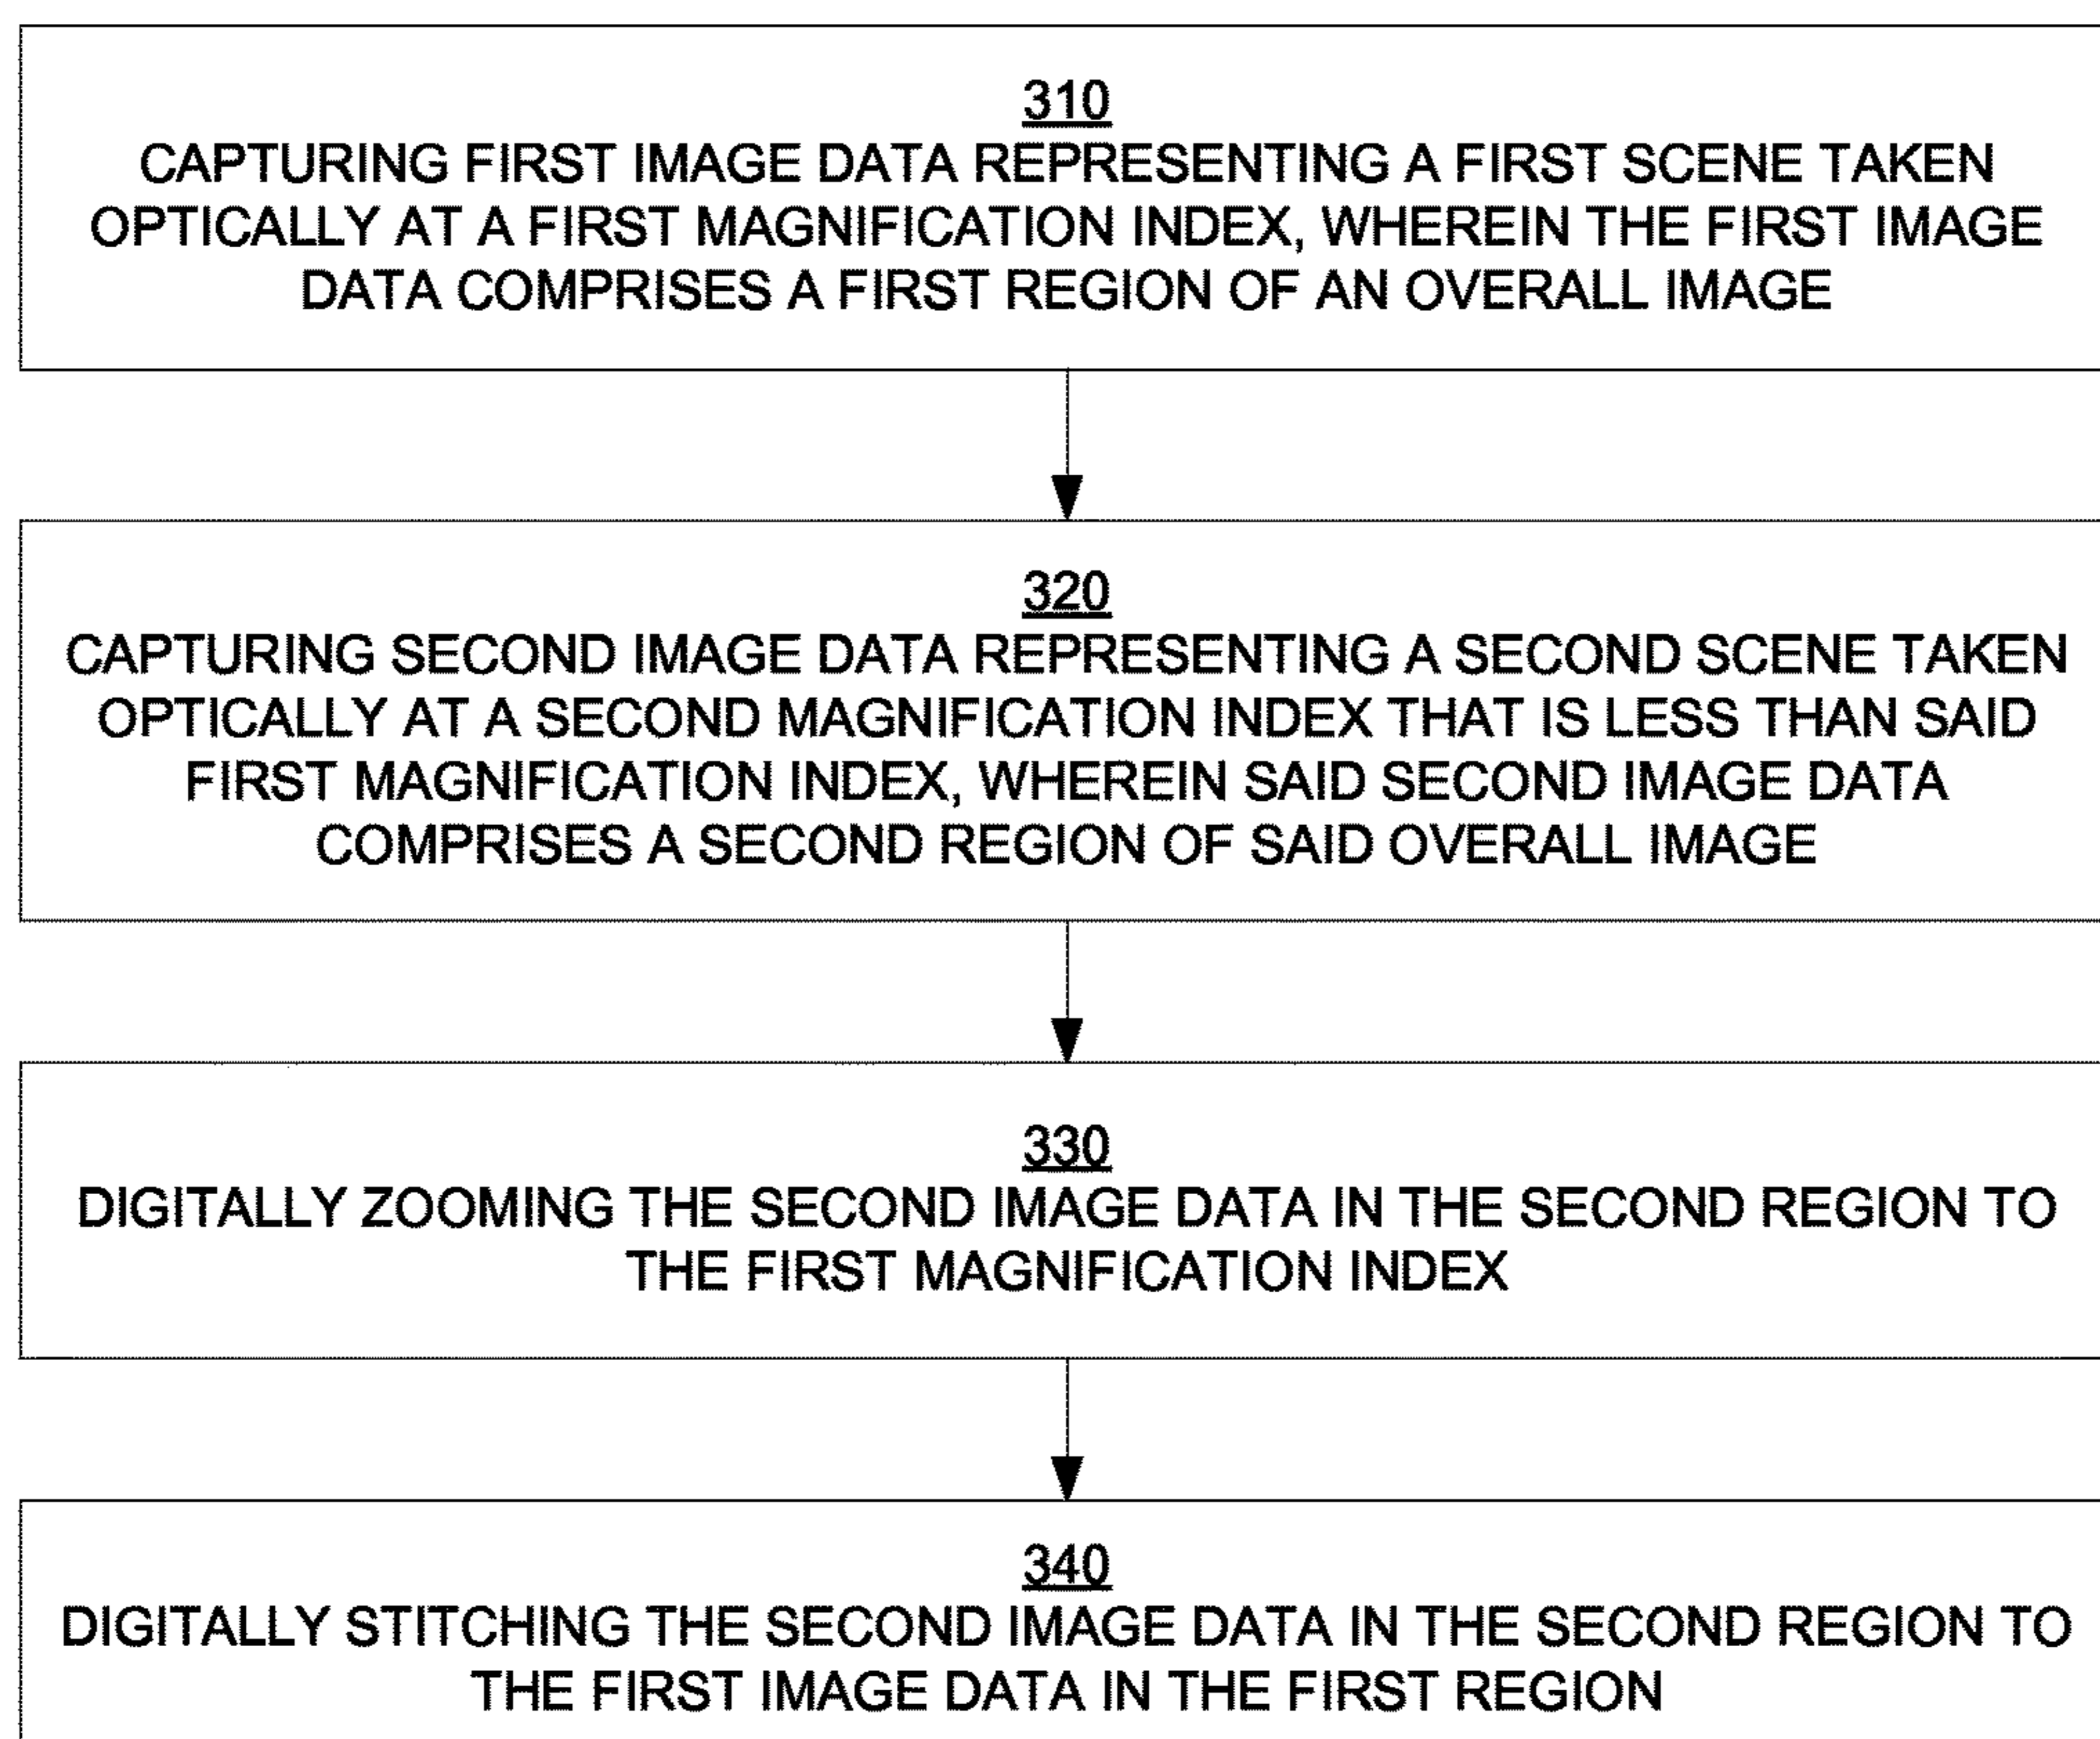 310
CAPTURING FIRST IMAGE DATA REPRESENTING A FIRST SCENE TAKEN
OPTICALLY AT A FIRST MAGNIFICATION INDEX, WHEREIN THE FIRST IMAGE
DATA COMPRISES A FIRST REGION OF AN OVERALL IMAGE
320
CAPTURING SECOND IMAGE DATA REPRESENTING A SECOND SCENE TAKEN
OPTICALLY AT A SECOND MAGNIFICATION INDEX THAT IS LESS THAN SAID
FIRST MAGNIFICATION INDEX, WHEREIN SAID SECOND IMAGE DATA
COMPRISES A SECOND REGION OF SAID OVERALL IMAGE
330
DIGITALLY ZOOMING THE SECOND IMAGE DATA IN THE SECOND REGION TO
THE FIRST MAGNIFICATION INDEX
340
DIGITALLY STITCHING THE SECOND IMAGE DATA IN THE SECOND REGION TO
THE FIRST IMAGE DATA IN THE FIRST REGION